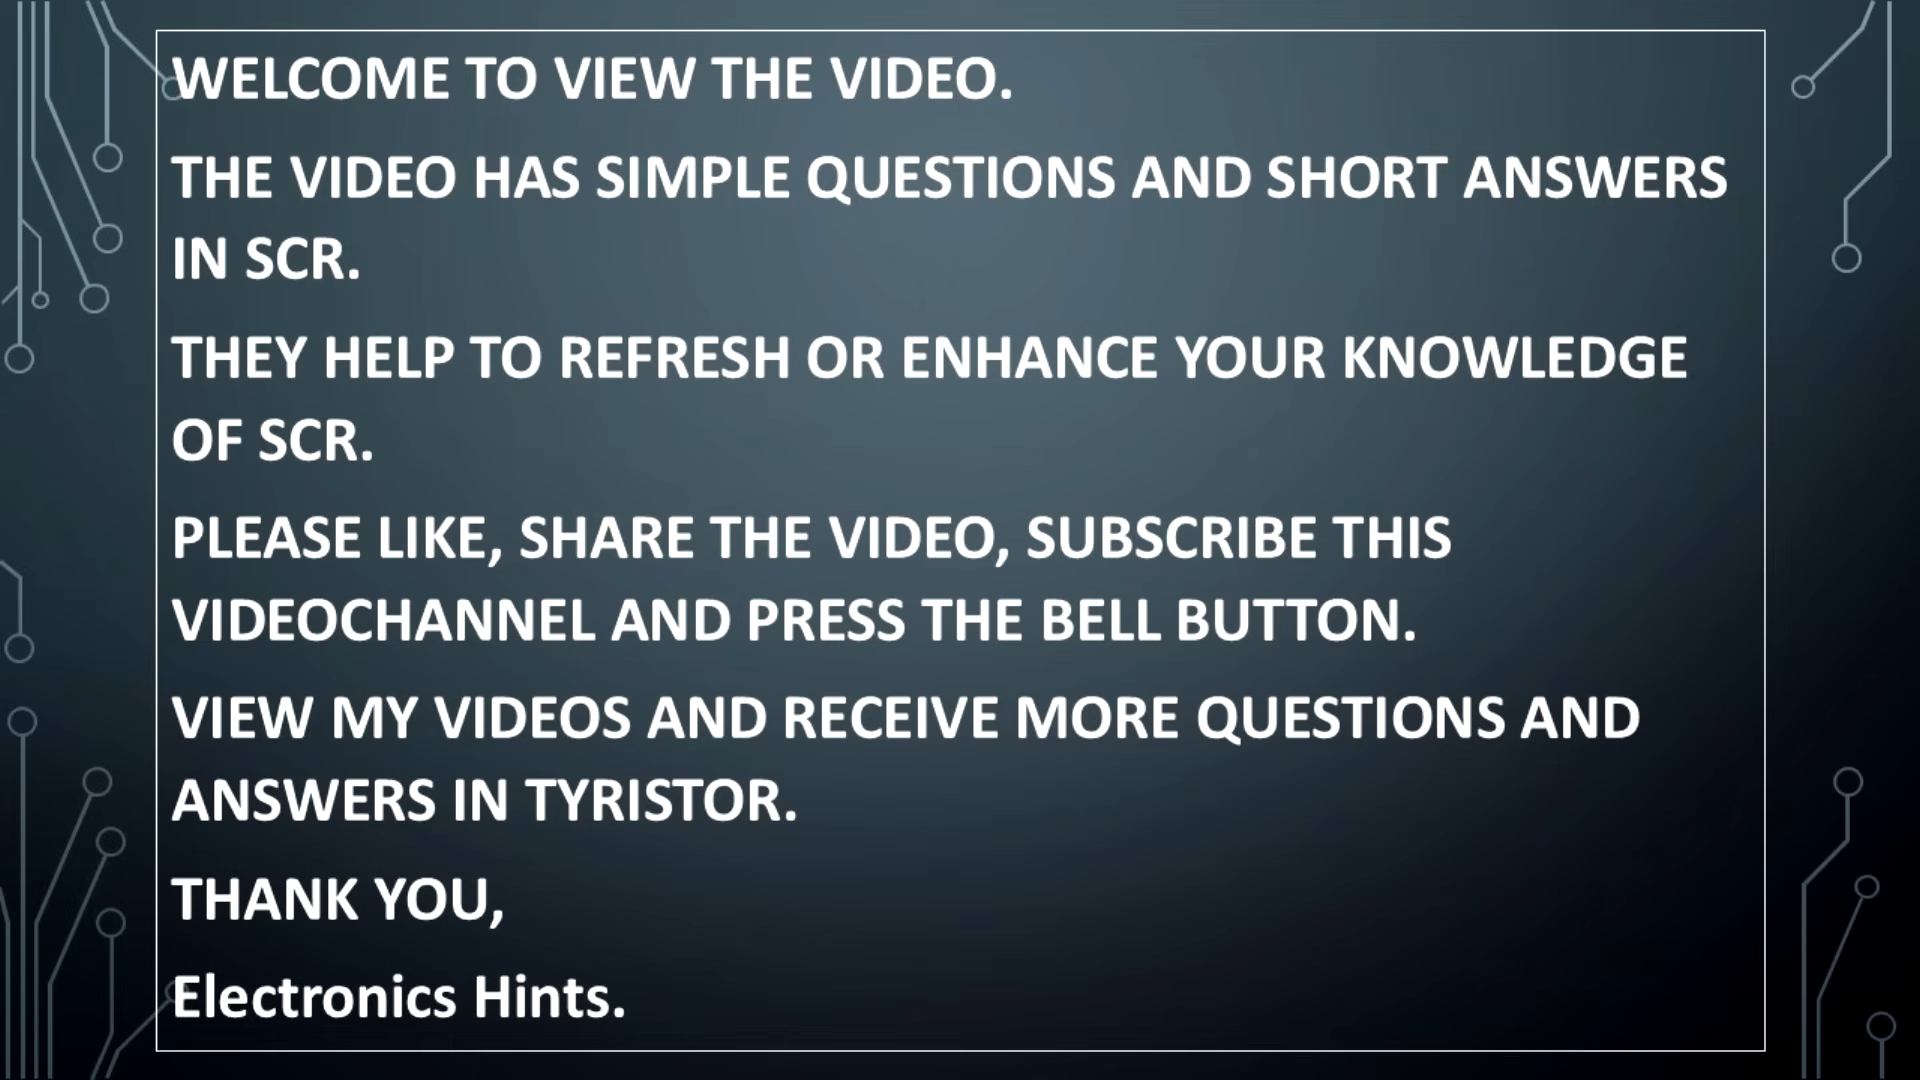 WELCOME TO VIEW THE VIDEO.
THE VIDEO HAS SIMPLE QUESTIONS AND SHORT ANSWERS
IN SCR.
THEY HELP TO REFRESH OR ENHANCE YOUR KNOWLEDGE
OF SCR.
PLEASE LIKE, SHARE THE VIDEO, SUBSCRIBE THIS
VIDEOCHANNEL AND PRESS THE BELL BUTTON.
VIEW MY VIDEOS AND RECEIVE MORE QUESTIONS AND
ANSWERS IN TYRISTOR.
THANK YOU,
Electronics Hints.